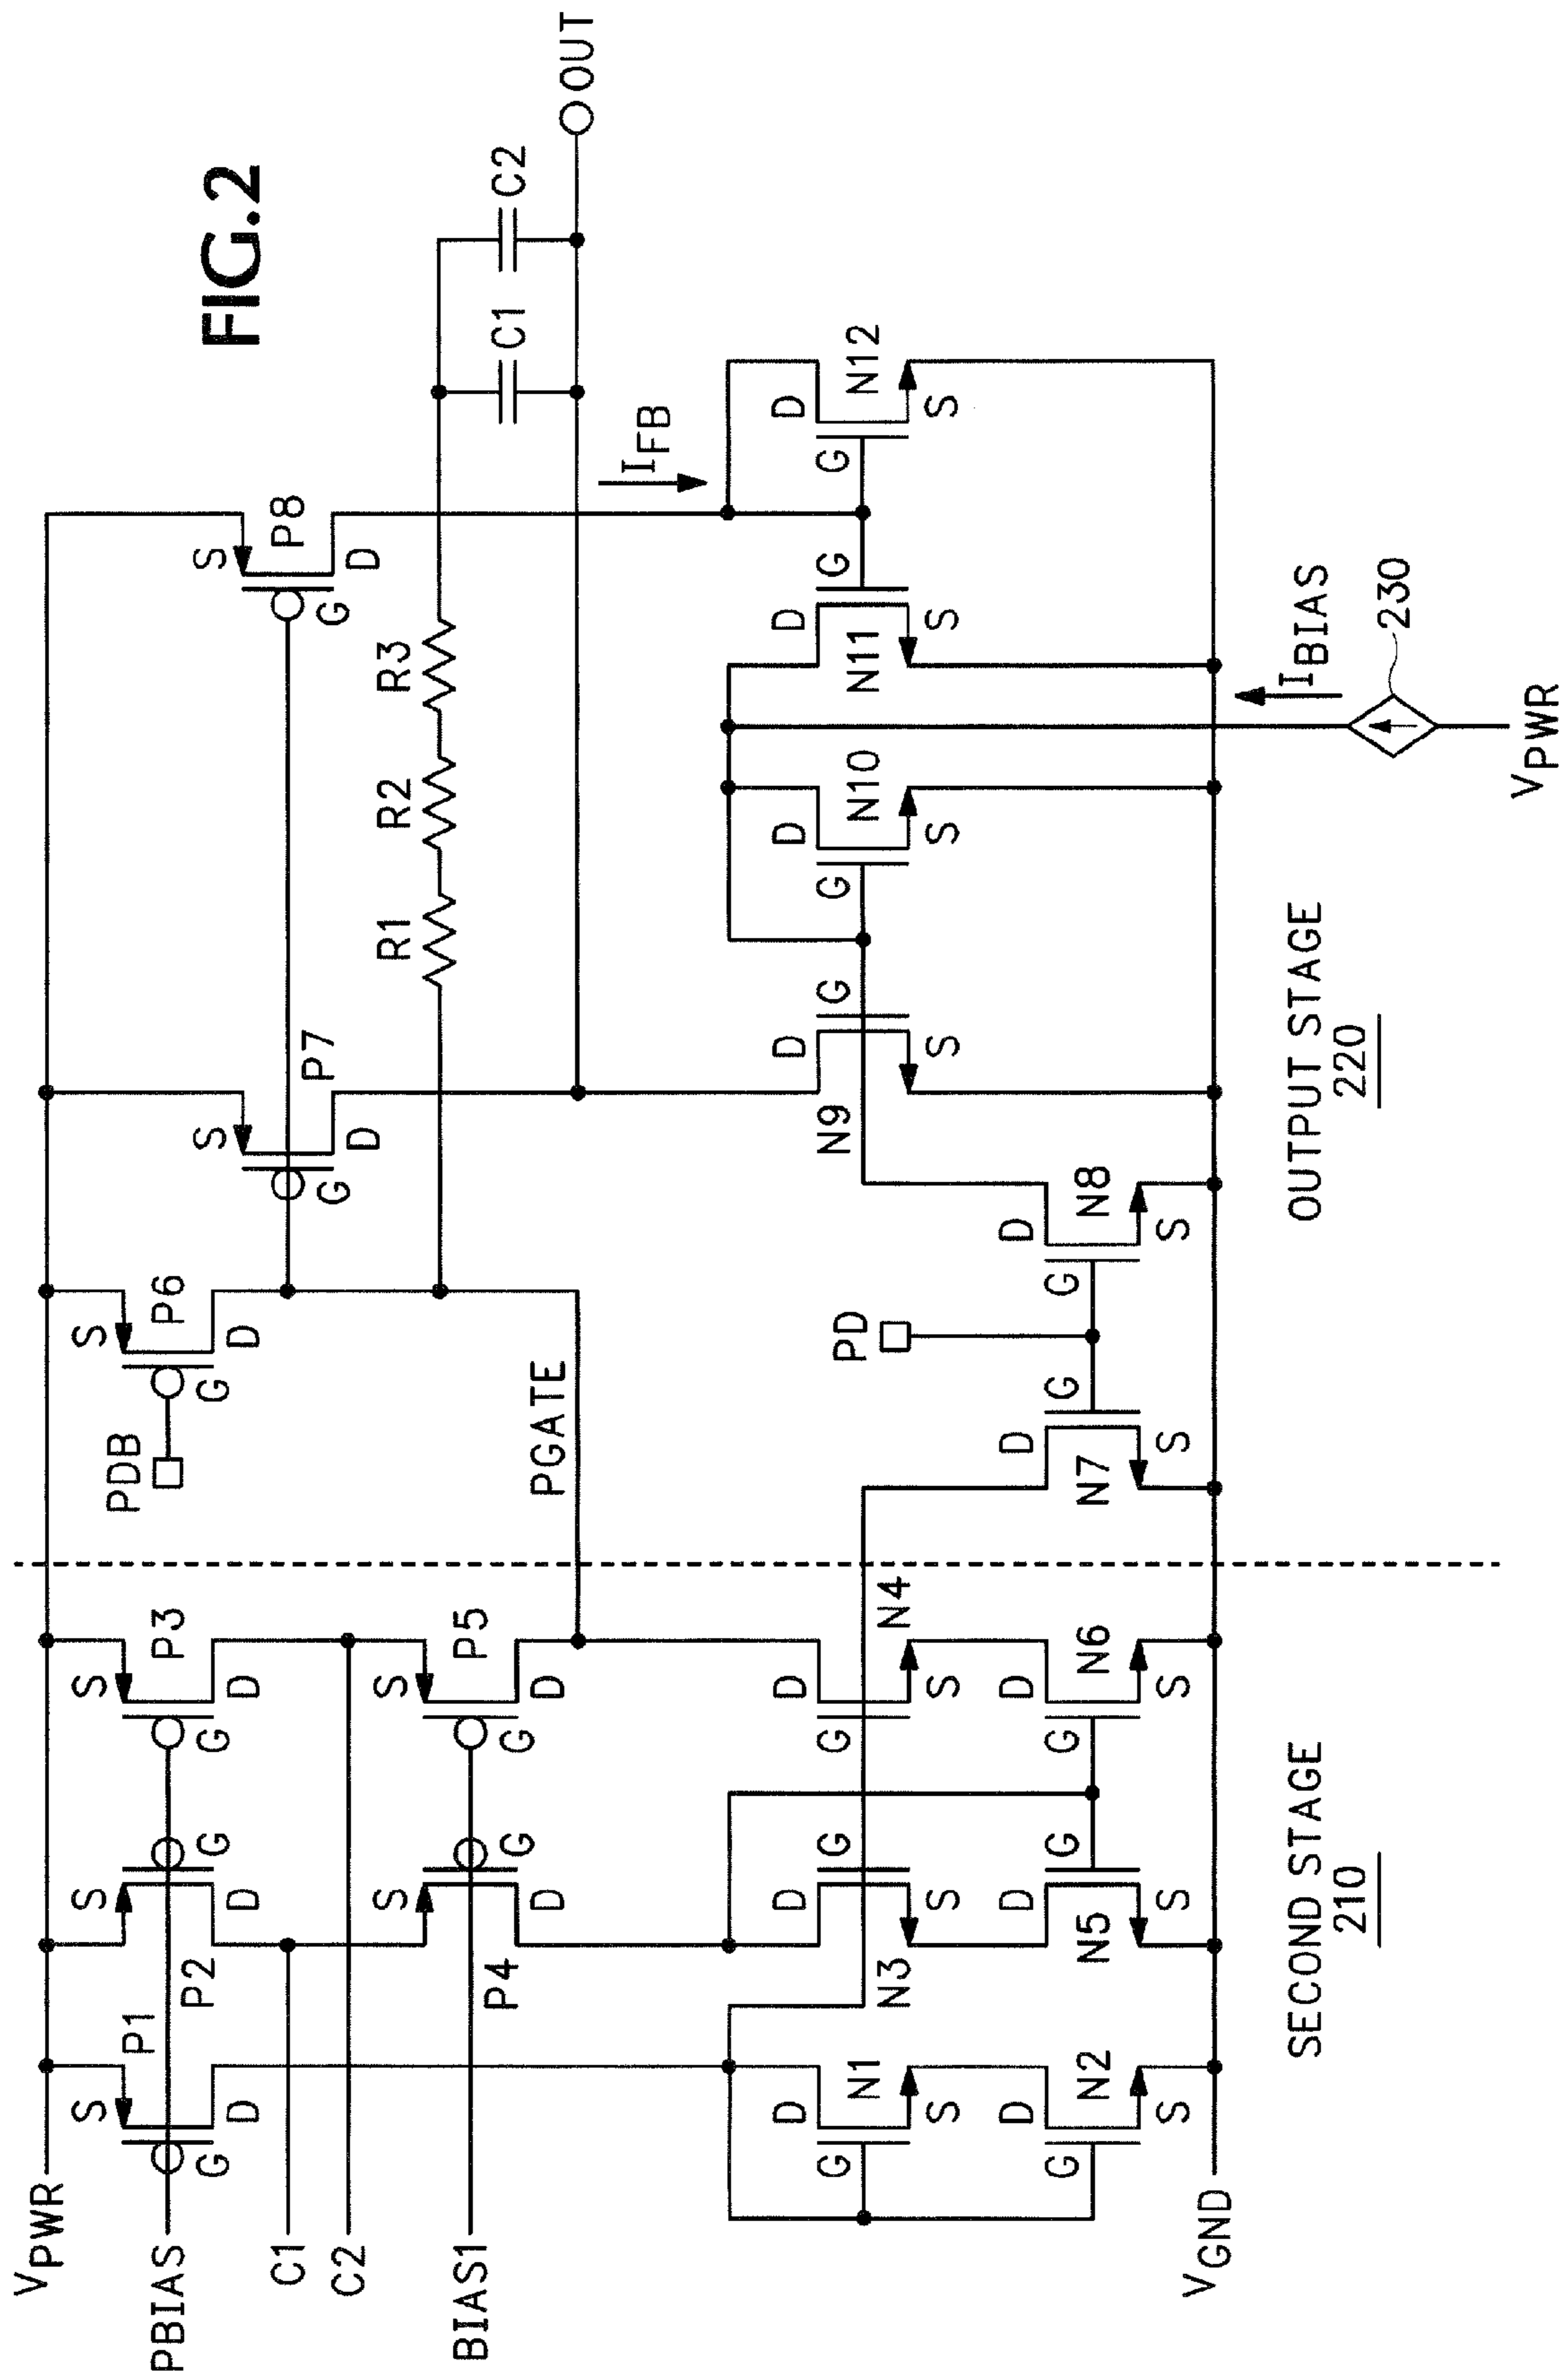 FIG.2
VPWR
PBIAS
C1
C2
BIAS1
VGND
S
P1
G
D
S
P2
G
D
S
P3
G
D
S
P4
G
D
S
P5
G
D
D
N1
G
S
D
N2
G
S
D
N3
G
S
D
N4
G
S
D
N5
G
S
D
N6
G
S
SECOND STAGE
210
PDB
S
P6
G
D
PGATE
S
P7
G
D
S
P8
G
D
R1
R2
R3
C1
C2
OUT
IFB
PD
D
N7
G
S
D
N8
G
S
D
N9
G
S
D
N10
G
S
D
N11
G
S
D
N12
G
S
IBIAS
230
VPWR
OUTPUT STAGE
220